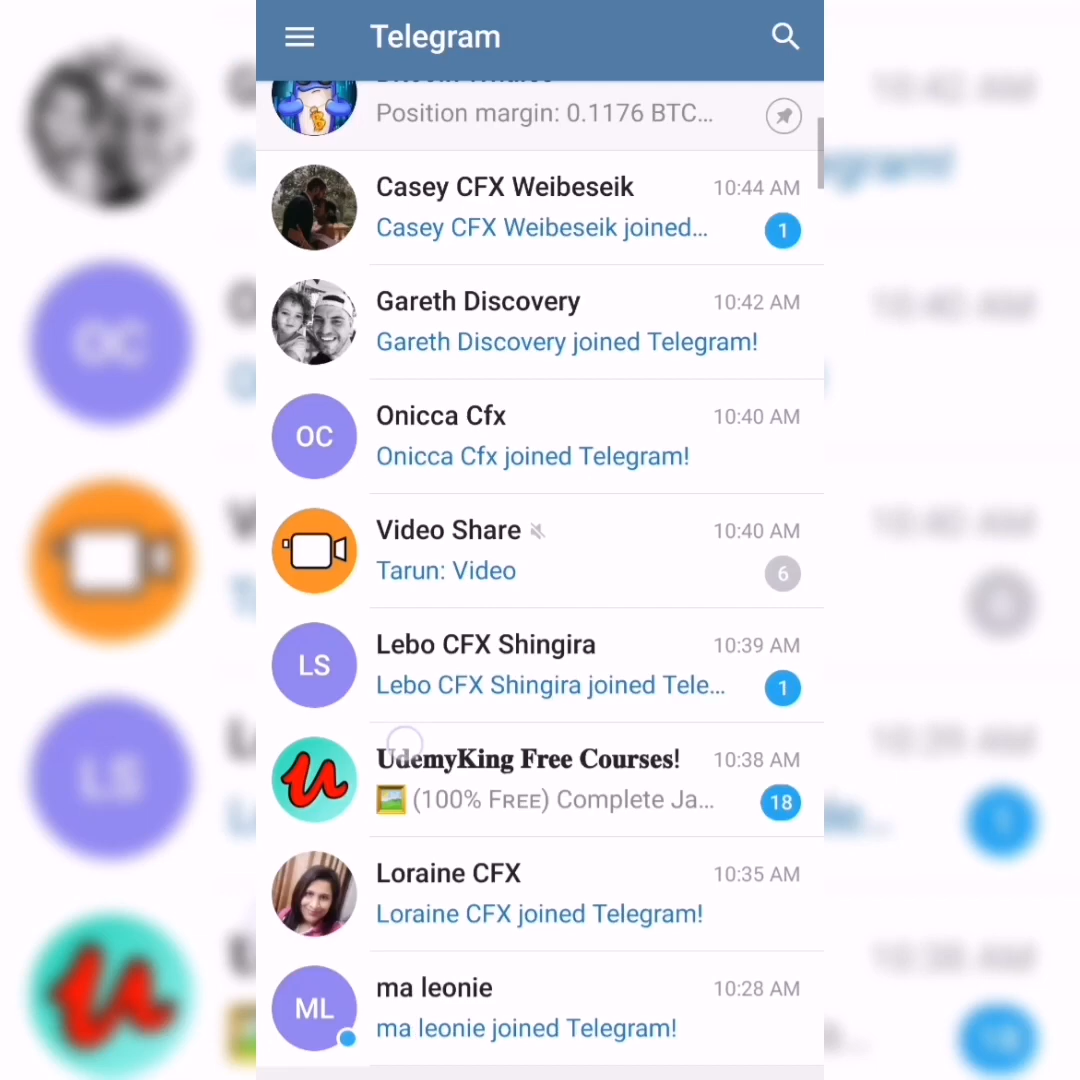 Telegram
Position margin: 0.1176 BTC...
Casey CFX Weibeseik 10:44 AM
Casey CFX Weibeseik joined... 1
Gareth Discovery 10:42 AM
Gareth Discovery joined Telegram!
OC Onicca Cfx 10:40 AM
Onicca Cfx joined Telegram!
Video Share 10:40 AM
Tarun: Video 6
LS Lebo CFX Shingira 10:39 AM
Lebo CFX Shingira joined Tele... 1
UdemyKing Free Courses! 10:38 AM
(100% FREE) Complete Ja... 18
Loraine CFX 10:35 AM
Loraine CFX joined Telegram!
ML ma leonie 10:28 AM
ma leonie joined Telegram!